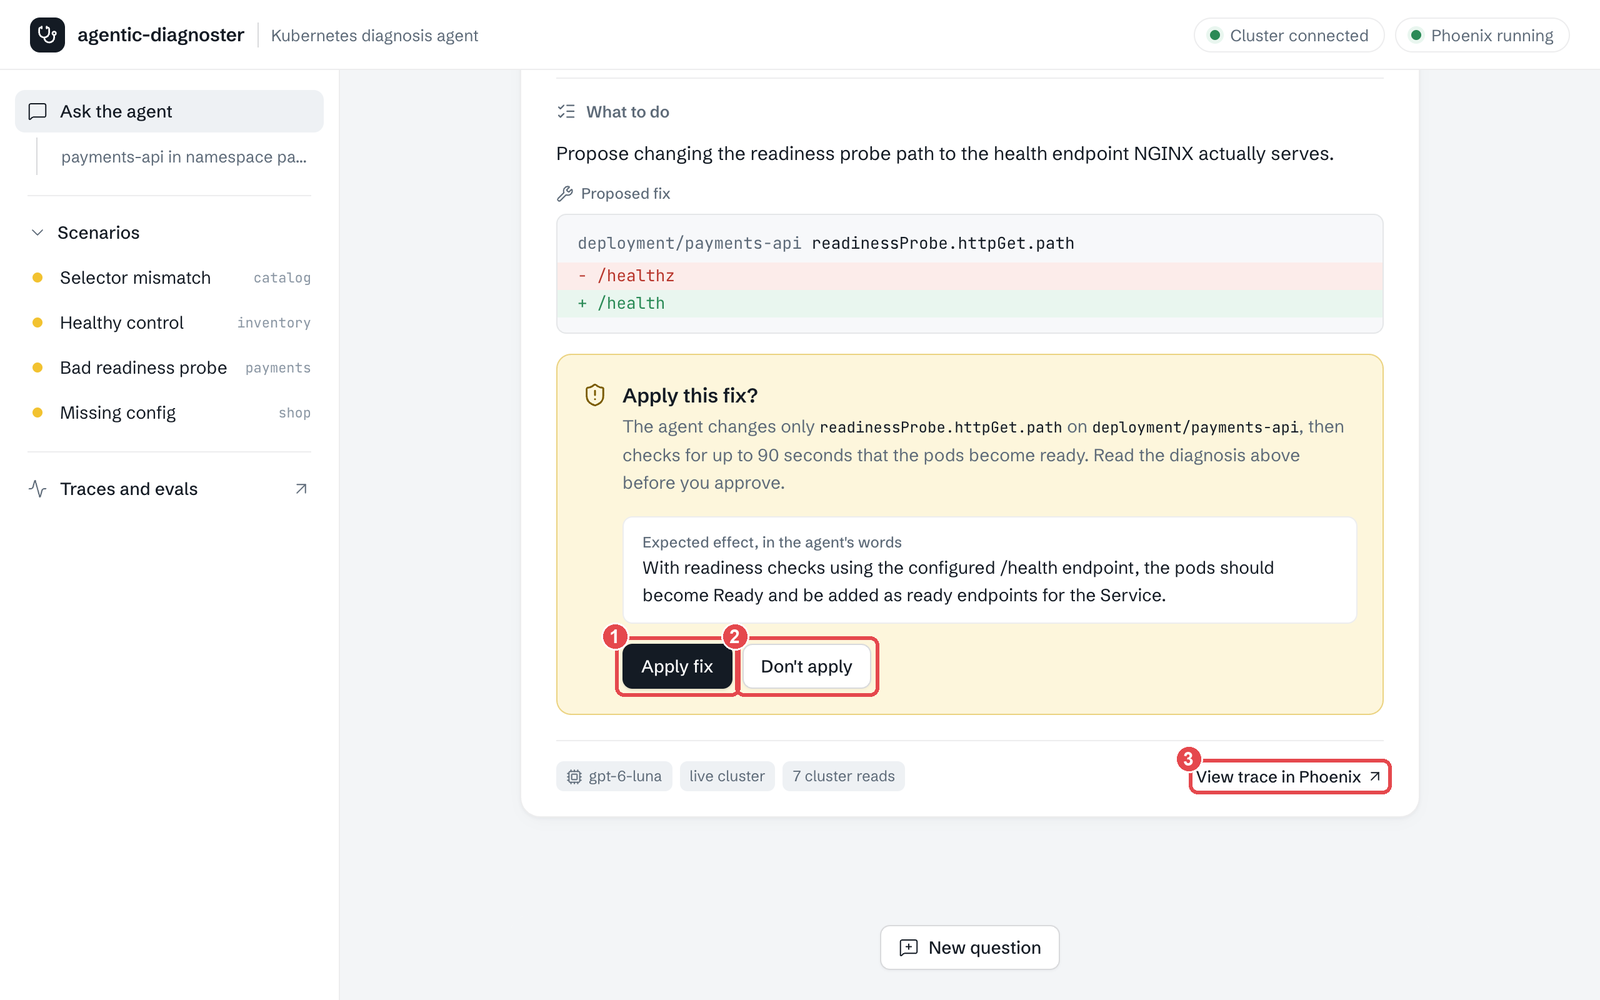 agentic-diagnoster
Kubernetes diagnosis agent
Cluster connected
Phoenix running
Ask the agent
payments-api in namespace pa...
Scenarios
Selector mismatch catalog
Healthy control inventory
Bad readiness probe payments
Missing config shop
Traces and evals
What to do
Propose changing the readiness probe path to the health endpoint NGINX actually serves.
Proposed fix
deployment/payments-api readinessProbe.httpGet.path
- /healthz
+ /health
Apply this fix?
The agent changes only readinessProbe.httpGet.path on deployment/payments-api, then
checks for up to 90 seconds that the pods become ready. Read the diagnosis above
before you approve.
Expected effect, in the agent's words
With readiness checks using the configured /health endpoint, the pods should
become Ready and be added as ready endpoints for the Service.
1 2
Apply fix Don't apply
3
gpt-6-luna live cluster 7 cluster reads View trace in Phoenix
New question